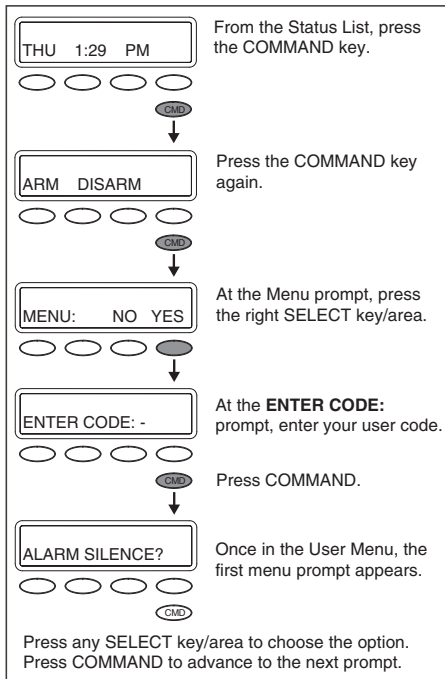 THU 1:29 PM
From the Status List, press
the COMMAND key.
CMD
ARM DISARM
Press the COMMAND key
again.
CMD
MENU: NO YES
At the Menu prompt, press
the right SELECT key/area.
ENTER CODE: -
At the ENTER CODE:
prompt, enter your user code.
CMD
Press COMMAND.
ALARM SILENCE?
Once in the User Menu, the
first menu prompt appears.
CMD
Press any SELECT key/area to choose the option.
Press COMMAND to advance to the next prompt.